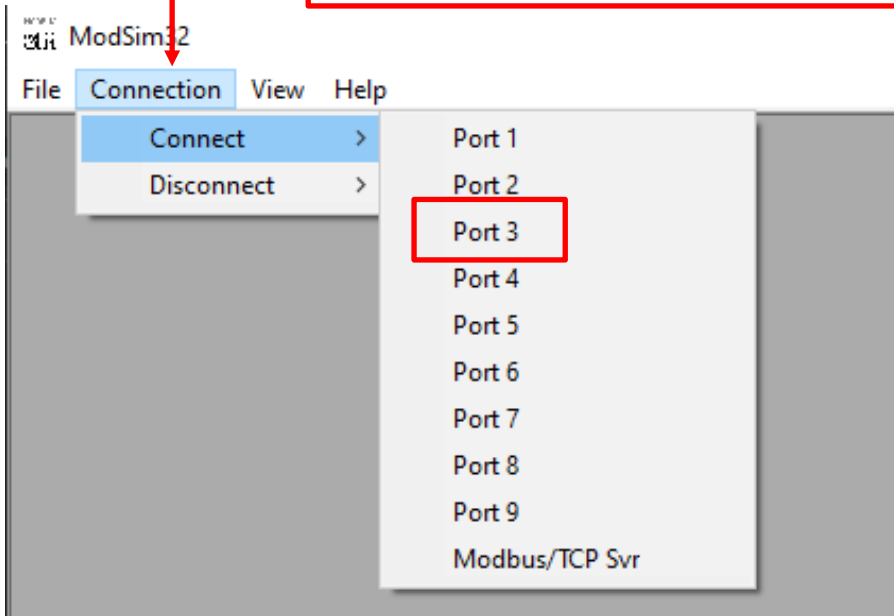 ModSim32
File Connection View Help
Connect > Port 1
Disconnect > Port 2
Port 3
Port 4
Port 5
Port 6
Port 7
Port 8
Port 9
Modbus/TCP Svr